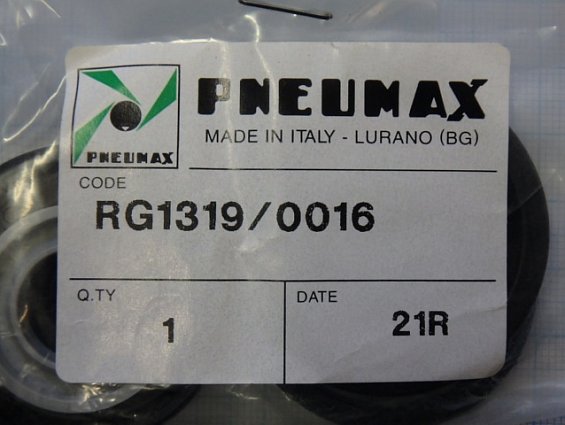 PNEUMAX
PNEUMAX
MADE IN ITALY - LURANO (BG)
CODE
RG1319/0016
Q.TY
1
DATE
21R